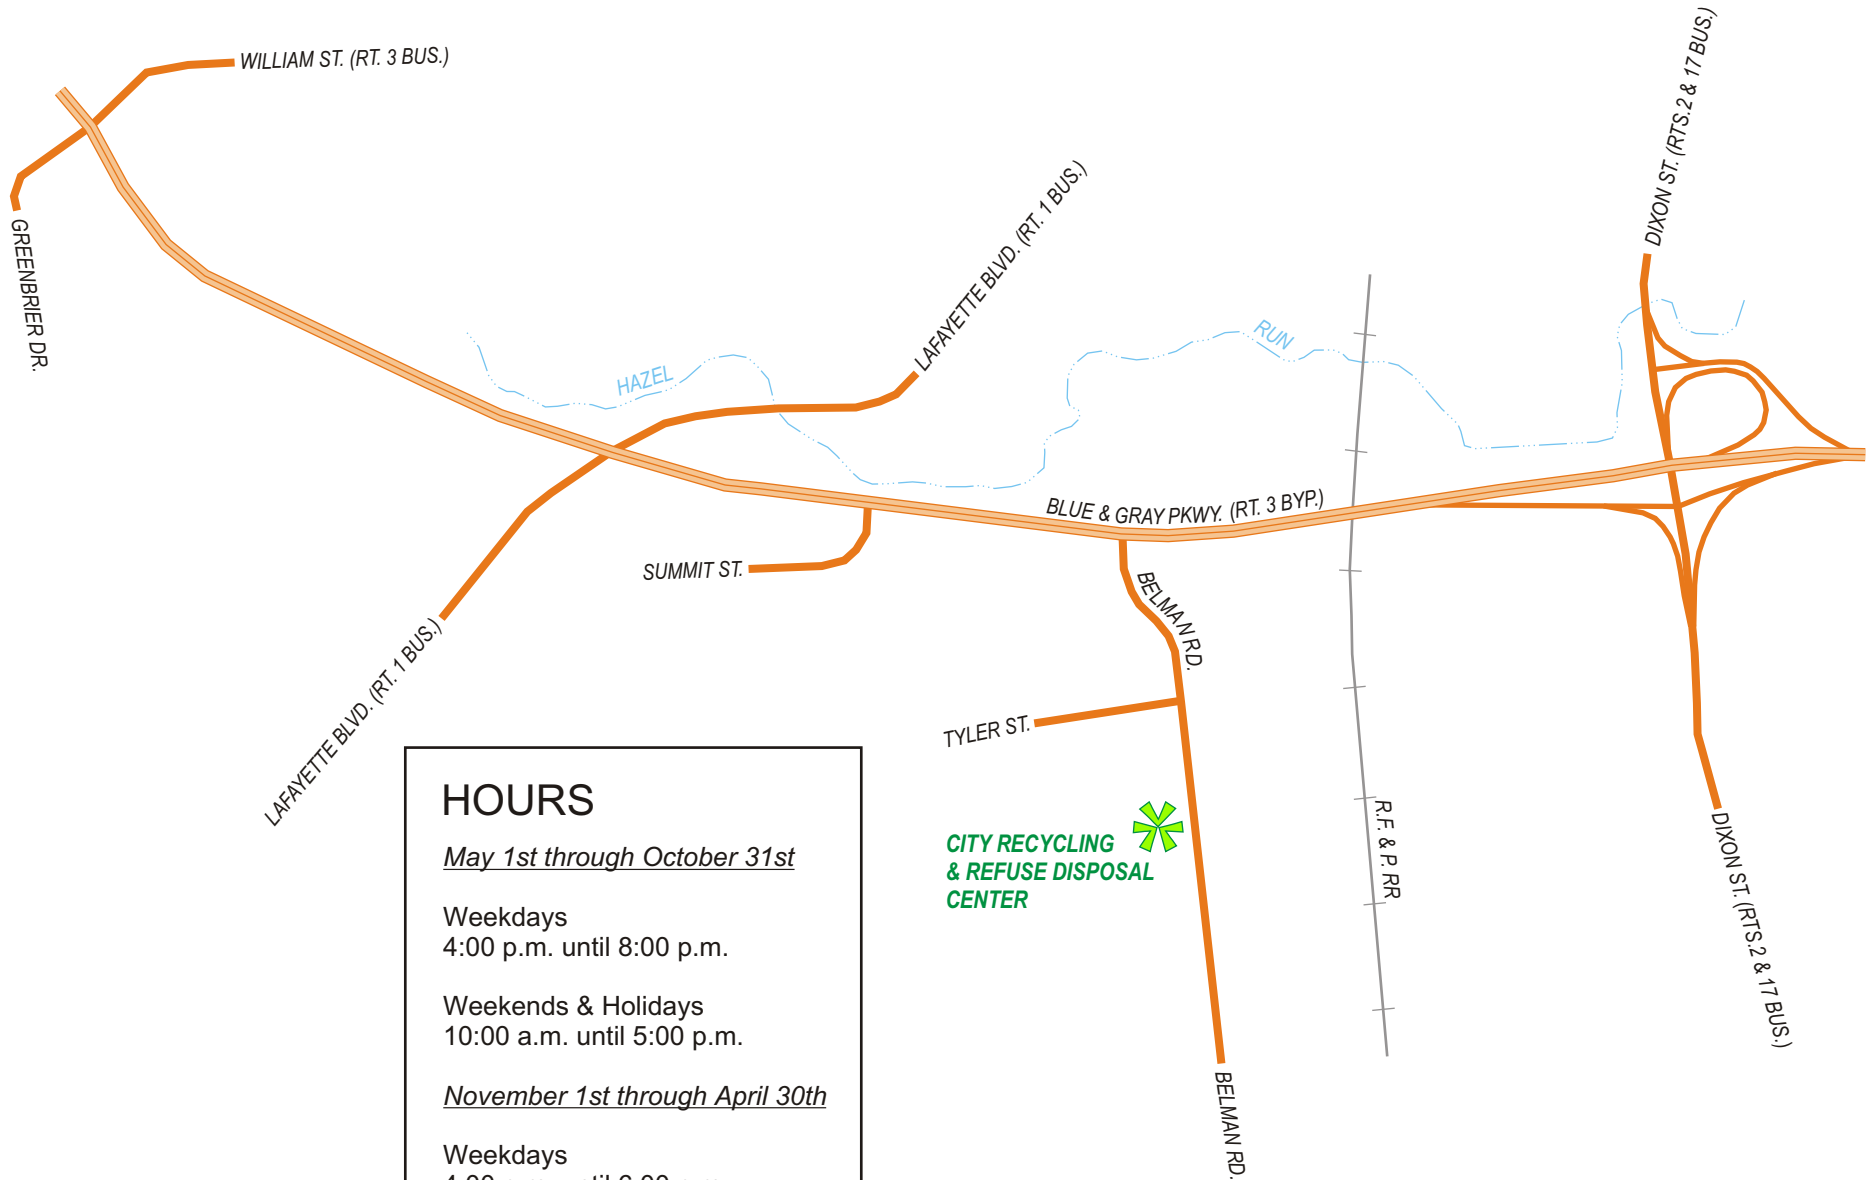 WILLIAM ST. (RT. 3 BUS.)
DIXON ST. (RTS.2 & 17 BUS.)
GREENBRIER DR.
LAFAYETTE BLVD. (RT. 1 BUS.)
HAZEL
RUN
BLUE & GRAY PKWY. (RT. 3 BYP.)
SUMMIT ST.
BELMAN RD.
LAFAYETTE BLVD. (RT. 1 BUS.)
TYLER ST.
CITY RECYCLING
& REFUSE DISPOSAL
CENTER
R.F. & P. RR
DIXON ST. (RTS.2 & 17 BUS.)
BELMAN RD.
HOURS
May 1st through October 31st
Weekdays
4:00 p.m. until 8:00 p.m.
Weekends & Holidays
10:00 a.m. until 5:00 p.m.
November 1st through April 30th
Weekdays